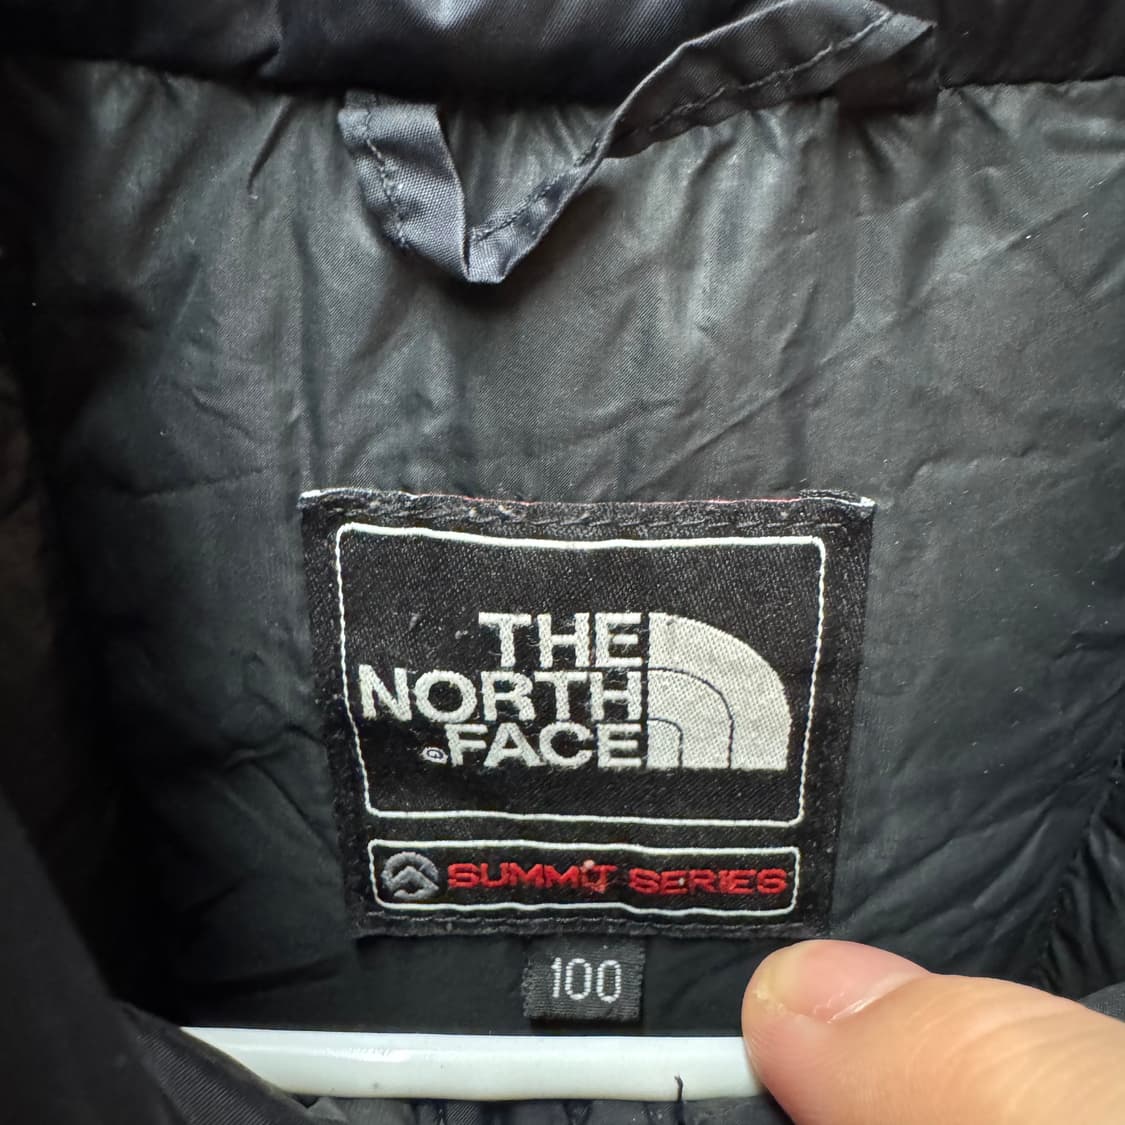 THE
NORTH
FACE
SUMMIT SERIES
100